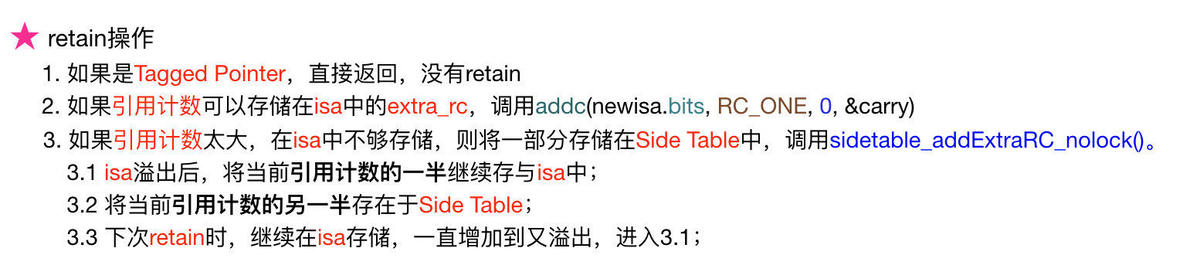 ★ retain操作
1. 如果是Tagged Pointer，直接返回，没有retain
2. 如果引用计数可以存储在isa中的extra_rc，调用addc(newisa.bits, RC_ONE, 0, &carry)
3. 如果引用计数太大，在isa中不够存储，则将一部分存储在Side Table中，调用sidetable_addExtraRC_nolock()。
3.1 isa溢出后，将当前引用计数的一半继续存与isa中；
3.2 将当前引用计数的另一半存在于Side Table；
3.3 下次retain时，继续在isa存储，一直增加到又溢出，进入3.1；